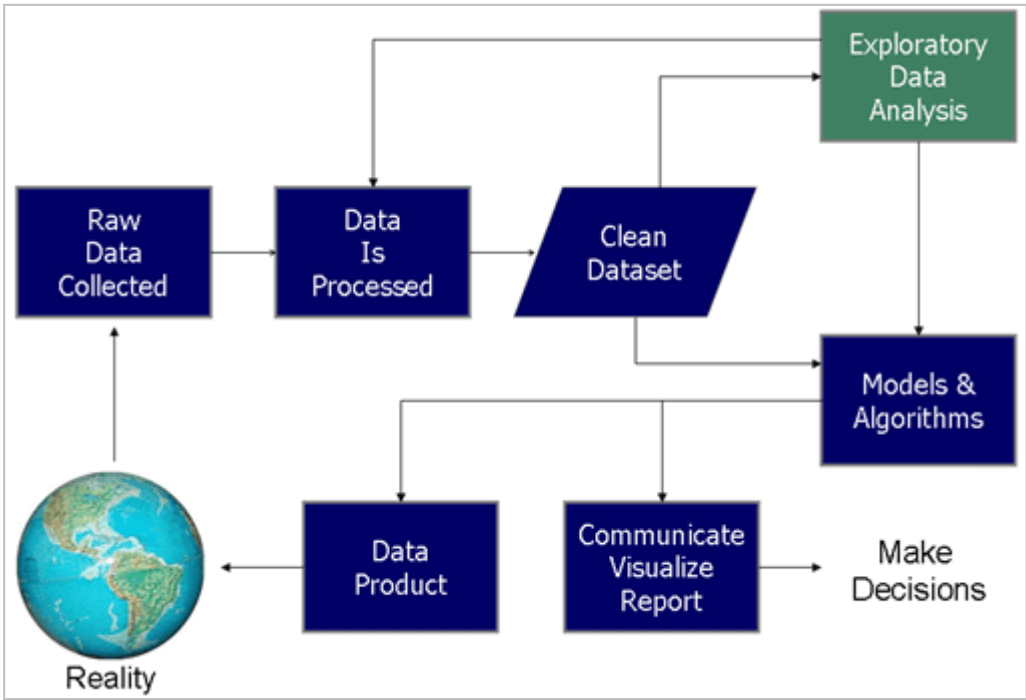 Exploratory
Data
Analysis
Raw
Data
Collected
Data
Is
Processed
Clean
Dataset
Models &
Algorithms
Data
Product
Communicate
Visualize
Report
Make
Decisions
Reality